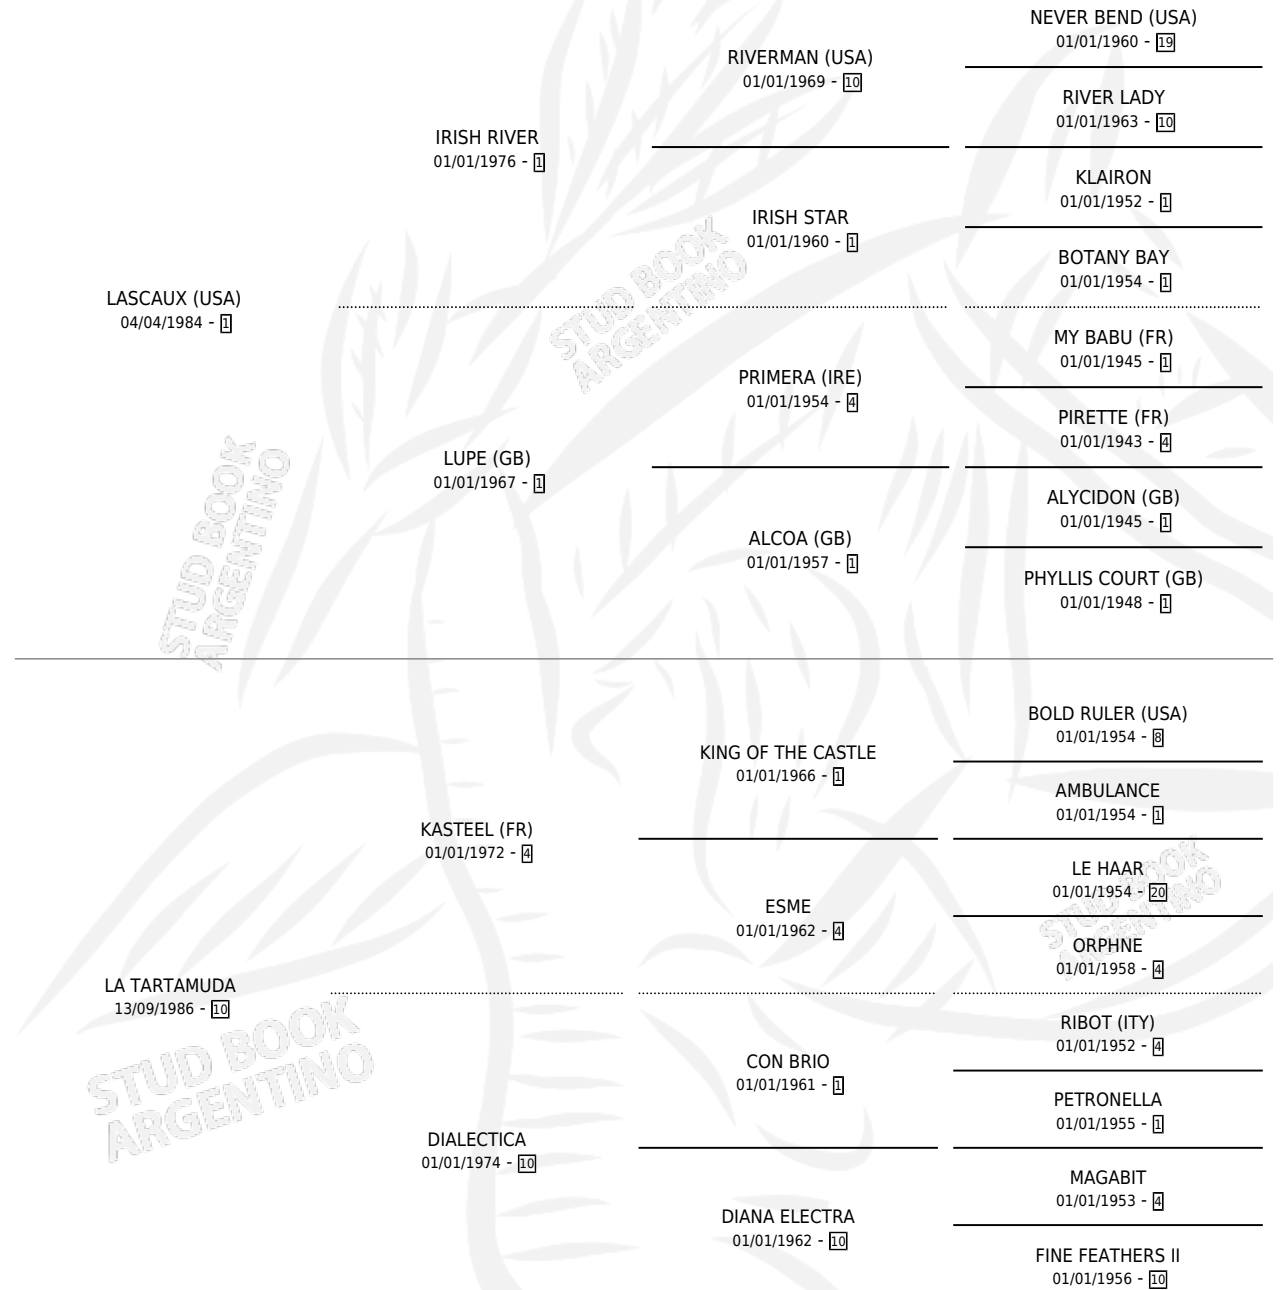 NEVER BEND (USA)
01/01/1960 - 19
RIVERMAN (USA)
01/01/1969 - 10
RIVER LADY
01/01/1963 - 10
IRISH RIVER
01/01/1976 - 1
KLAIRON
01/01/1952 - 1
IRISH STAR
01/01/1960 - 1
BOTANY BAY
01/01/1954 - 1
LASCAUX (USA)
04/04/1984 - 1
MY BABU (FR)
01/01/1945 - 1
PRIMERA (IRE)
01/01/1954 - 4
PIRETTE (FR)
01/01/1943 - 4
LUPE (GB)
01/01/1967 - 1
ALYCIDON (GB)
01/01/1945 - 1
ALCOA (GB)
01/01/1957 - 1
PHYLLIS COURT (GB)
01/01/1948 - 1
BOLD RULER (USA)
01/01/1954 - 8
KING OF THE CASTLE
01/01/1966 - 1
AMBULANCE
01/01/1954 - 1
KASTEEL (FR)
01/01/1972 - 4
LE HAAR
01/01/1954 - 20
ESME
01/01/1962 - 4
ORPHNE
01/01/1958 - 4
LA TARTAMUDA
13/09/1986 - 10
RIBOT (ITY)
01/01/1952 - 4
CON BRIO
01/01/1961 - 1
PETRONELLA
01/01/1955 - 1
DIALECTICA
01/01/1974 - 10
MAGABIT
01/01/1953 - 4
DIANA ELECTRA
01/01/1962 - 10
FINE FEATHERS II
01/01/1956 - 10
STUD BOOK
ARGENTINO
STUD BOOK
ARGENTINO
STUD BOOK
ARGENTINO
STUD BOOK
ARGENTINO